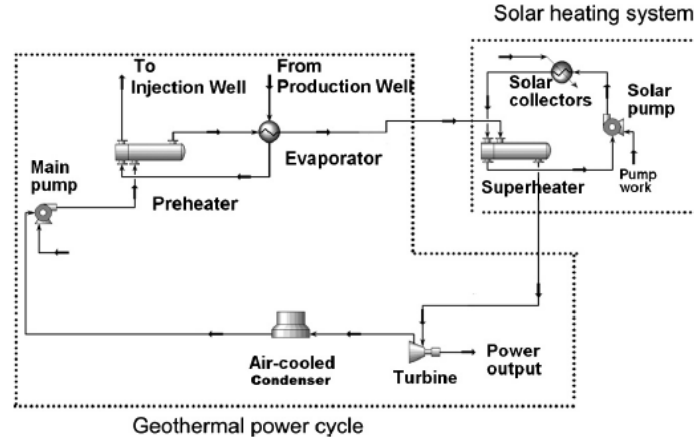 Solar heating system
To
Injection Well
From
Production Well
Solar
collectors
Solar
pump
Evaporator
Main
pump
Preheater
Superheater
Pump
work
Air-cooled
Condenser
Turbine
Power
output
Geothermal power cycle